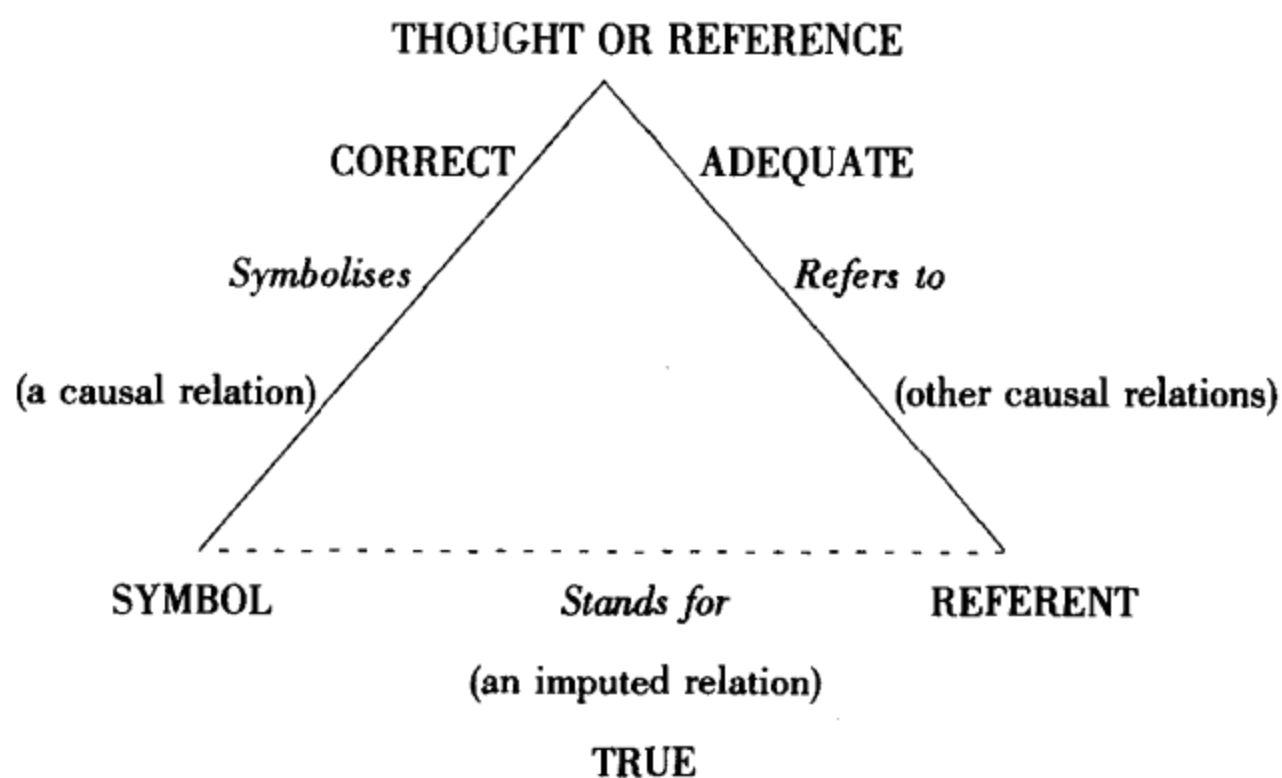 THOUGHT OR REFERENCE
CORRECT ADEQUATE
Symbolises Refers to
(a causal relation) (other causal relations)
SYMBOL Stands for REFERENT
(an imputed relation)
TRUE